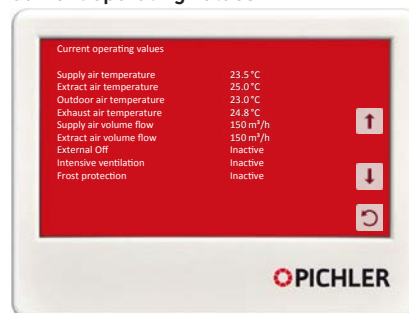 Current operating values
Supply air temperature 23.5 °C
Extract air temperature 25.0 °C
Outdoor air temperature 23.0 °C
Exhaust air temperature 24.8 °C
Supply air volume flow 150 m³/h
Extract air volume flow 150 m³/h
External Off Inactive
Intensive ventilation Inactive
Frost protection Inactive
PICHLER